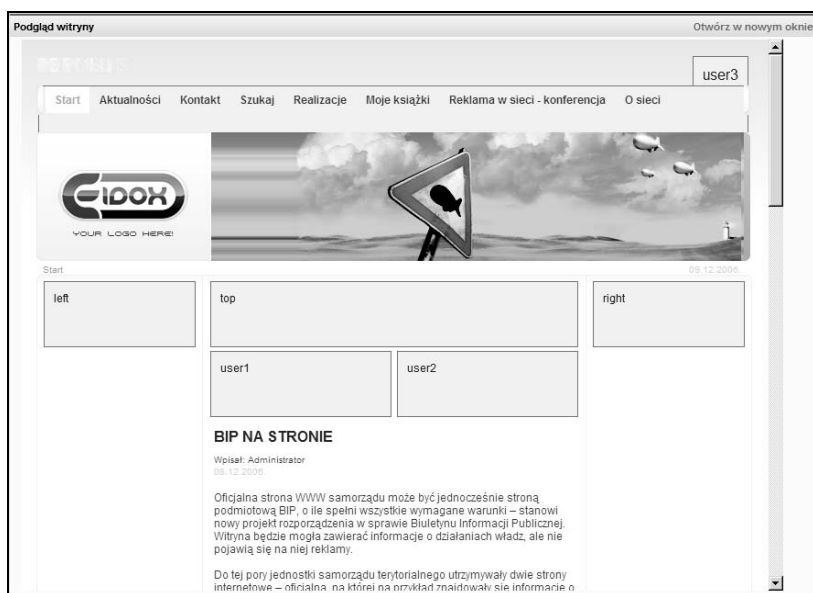 Podgląd witryny
Otwórz w nowym oknie
user3
Start Aktualności Kontakt Szukaj Realizacje Moje książki Reklama w sieci - konferencja O sieci
EIDOX
YOUR LOGO HERE!
Start
09.12.2006.
left
top
right
user1
user2
BIP NA STRONIE
Wpisał: Administrator
09.12.2006.
Oficjalna strona WWW samorządu może być jednocześnie stroną
podmiotową BIP, o ile spełni wszystkie wymagane warunki – stanowi
nowy projekt rozporządzenia w sprawie Biuletynu Informacji Publicznej.
Witryna będzie mogła zawierać informacje o działaniach władz, ale nie
pojawią się na niej reklamy.
Do tej pory jednostki samorządu terytorialnego utrzymywały dwie strony
internetowe – oficjalną, na której na przykład znajdowały się informacje o